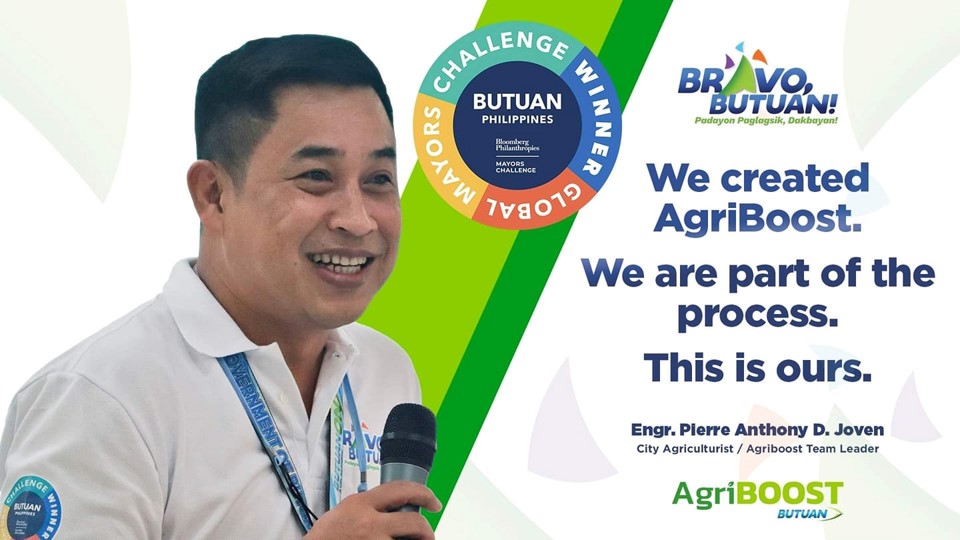 CHALLENGE WINNER
GLOBAL MAYORS
BUTUAN
PHILIPPINES
Bloomberg
Philanthropies
MAYORS
CHALLENGE
BRAVO,
BUTUAN!
Padayon Paglagsik, Dakbayan!
We created
AgriBoost.
We are part of the
process.
This is ours.
Engr. Pierre Anthony D. Joven
City Agriculturist / Agriboost Team Leader
AgriBOOST
BUTUAN
BRAVO,
BUTUAN!
CHALLENGE WINNER
BUTUAN
PHILIPPINES